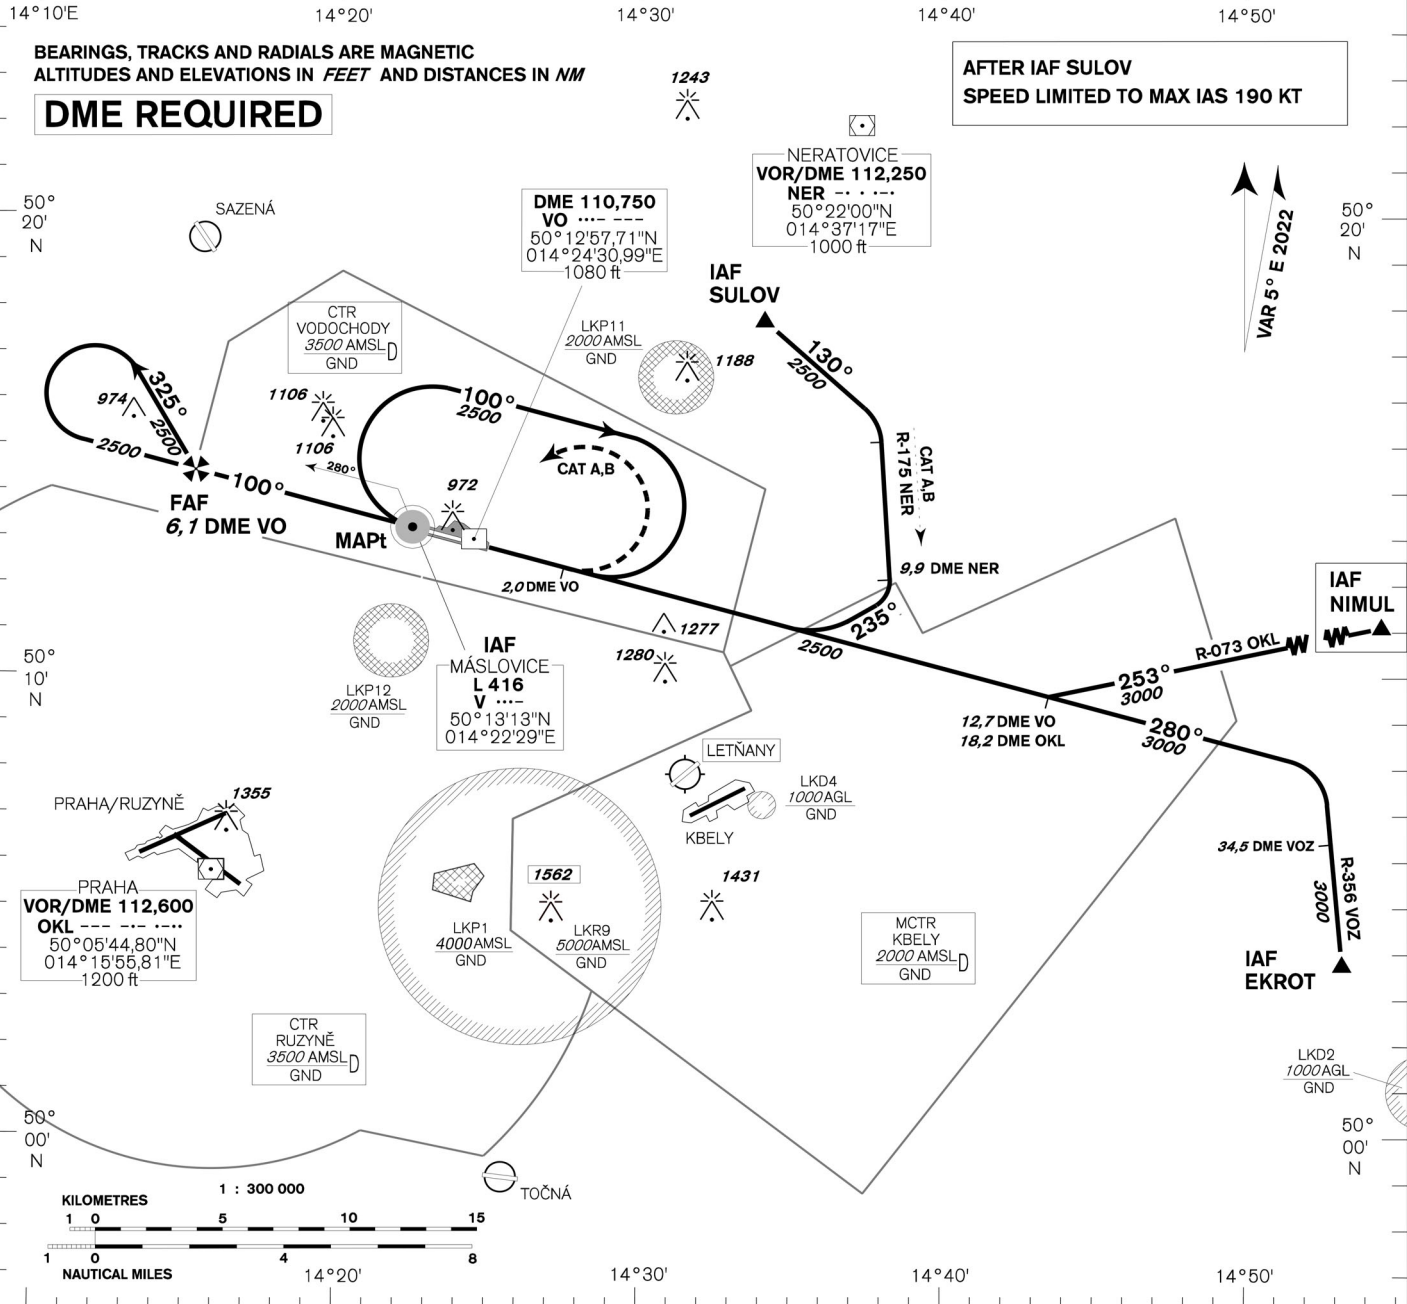 14°10'E
14°20'
14°30'
14°40'
14°50'
BEARINGS, TRACKS AND RADIALS ARE MAGNETIC
ALTITUDES AND ELEVATIONS IN FEET AND DISTANCES IN NM
DME REQUIRED
AFTER IAF SULOV
SPEED LIMITED TO MAX IAS 190 KT
1243
NERATOVICE
VOR/DME 112,250
NER —· · ·—·
50°22'00"N
014°37'17"E
1000 ft
DME 110,750
VO ···— ———
50°12'57,71"N
014°24'30,99"E
1080 ft
50°
20'
N
SAZENÁ
50°
20'
N
VAR 5° E 2022
IAF
SULOV
CTR
VODOCHODY
3500 AMSL D
GND
LKP11
2000 AMSL
GND
1188
130°
2500
974
325°
2500
2500
1106
1106
280°
100°
2500
CAT A,B
R-175 NER
CAT A,B
100°
FAF
6,1 DME VO
972
MAPt
2,0 DME VO
9,9 DME NER
235°
2500
1277
1280
IAF
NIMUL
R-073 OKL
253°
3000
12,7 DME VO
18,2 DME OKL
280°
3000
50°
10'
N
LKP12
2000 AMSL
GND
IAF
MÁSLOVICE
L 416
V ···—
50°13'13"N
014°22'29"E
LETŇANY
KBELY
LKD4
1000 AGL
GND
PRAHA/RUZYNĚ
1355
PRAHA
VOR/DME 112,600
OKL ——— —·— ·—··
50°05'44,80"N
014°15'55,81"E
1200 ft
LKP1
4000 AMSL
GND
1562
LKR9
5000 AMSL
GND
1431
MCTR
KBELY
2000 AMSL D
GND
34,5 DME VOZ
R-356 VOZ
3000
IAF
EKROT
CTR
RUZYNĚ
3500 AMSL D
GND
LKD2
1000 AGL
GND
50°
00'
N
50°
00'
N
TOČNÁ
1 : 300 000
KILOMETRES
1 0 5 10 15
1 0 4 8
NAUTICAL MILES
14°20'
14°30'
14°40'
14°50'